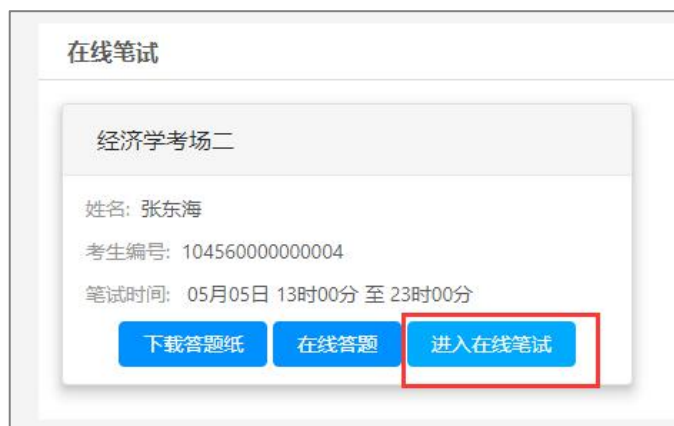 在线笔试
经济学考场二
姓名: 张东海
考生编号: 104560000000004
笔试时间: 05月05日 13时00分 至 23时00分
下载答题纸 在线答题 进入在线笔试